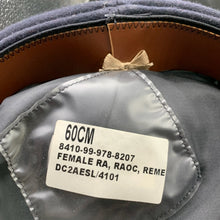 60CM
8410-99-978-8207
FEMALE RA, RAOC, REME
DC2AESL/4101